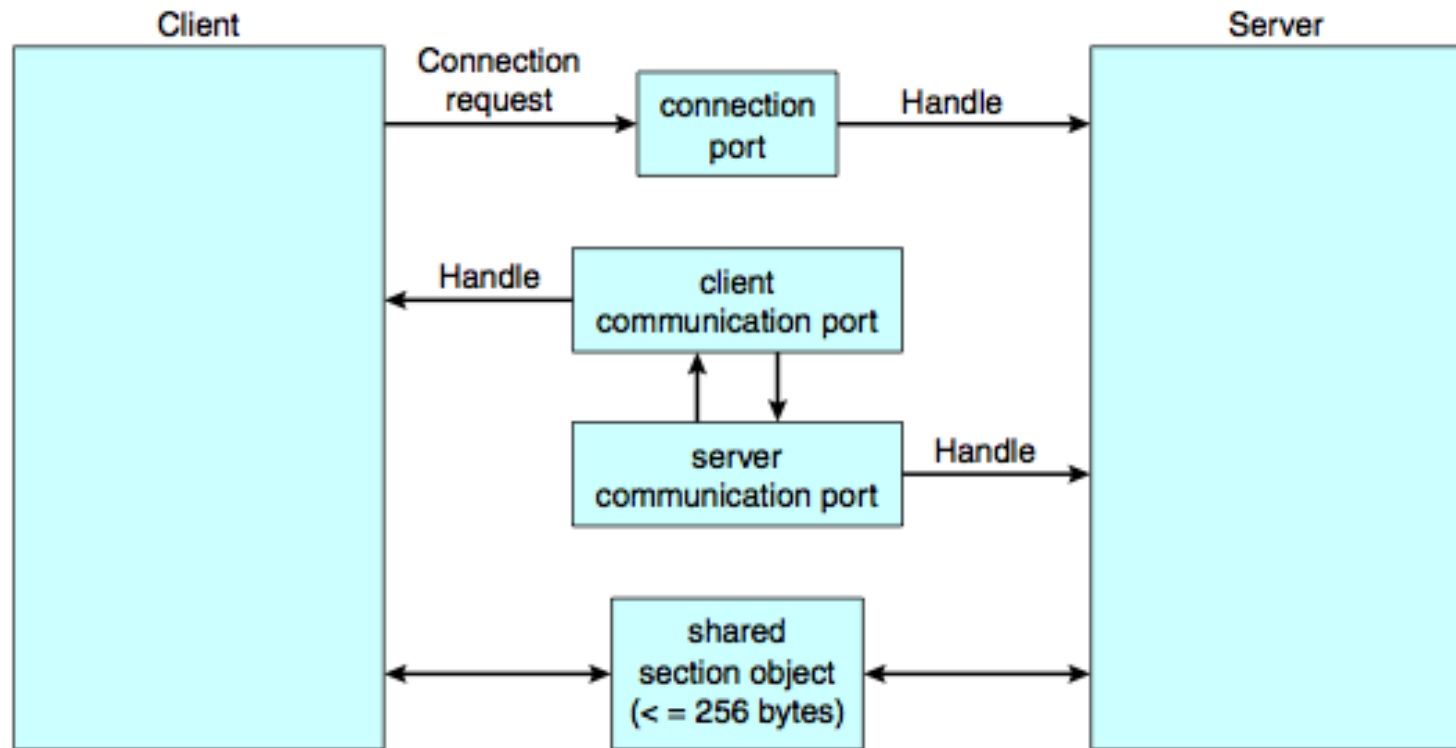 Client
Server
Connection
request
connection
port
Handle
Handle
client
communication port
server
communication port
Handle
shared
section object
(< = 256 bytes)